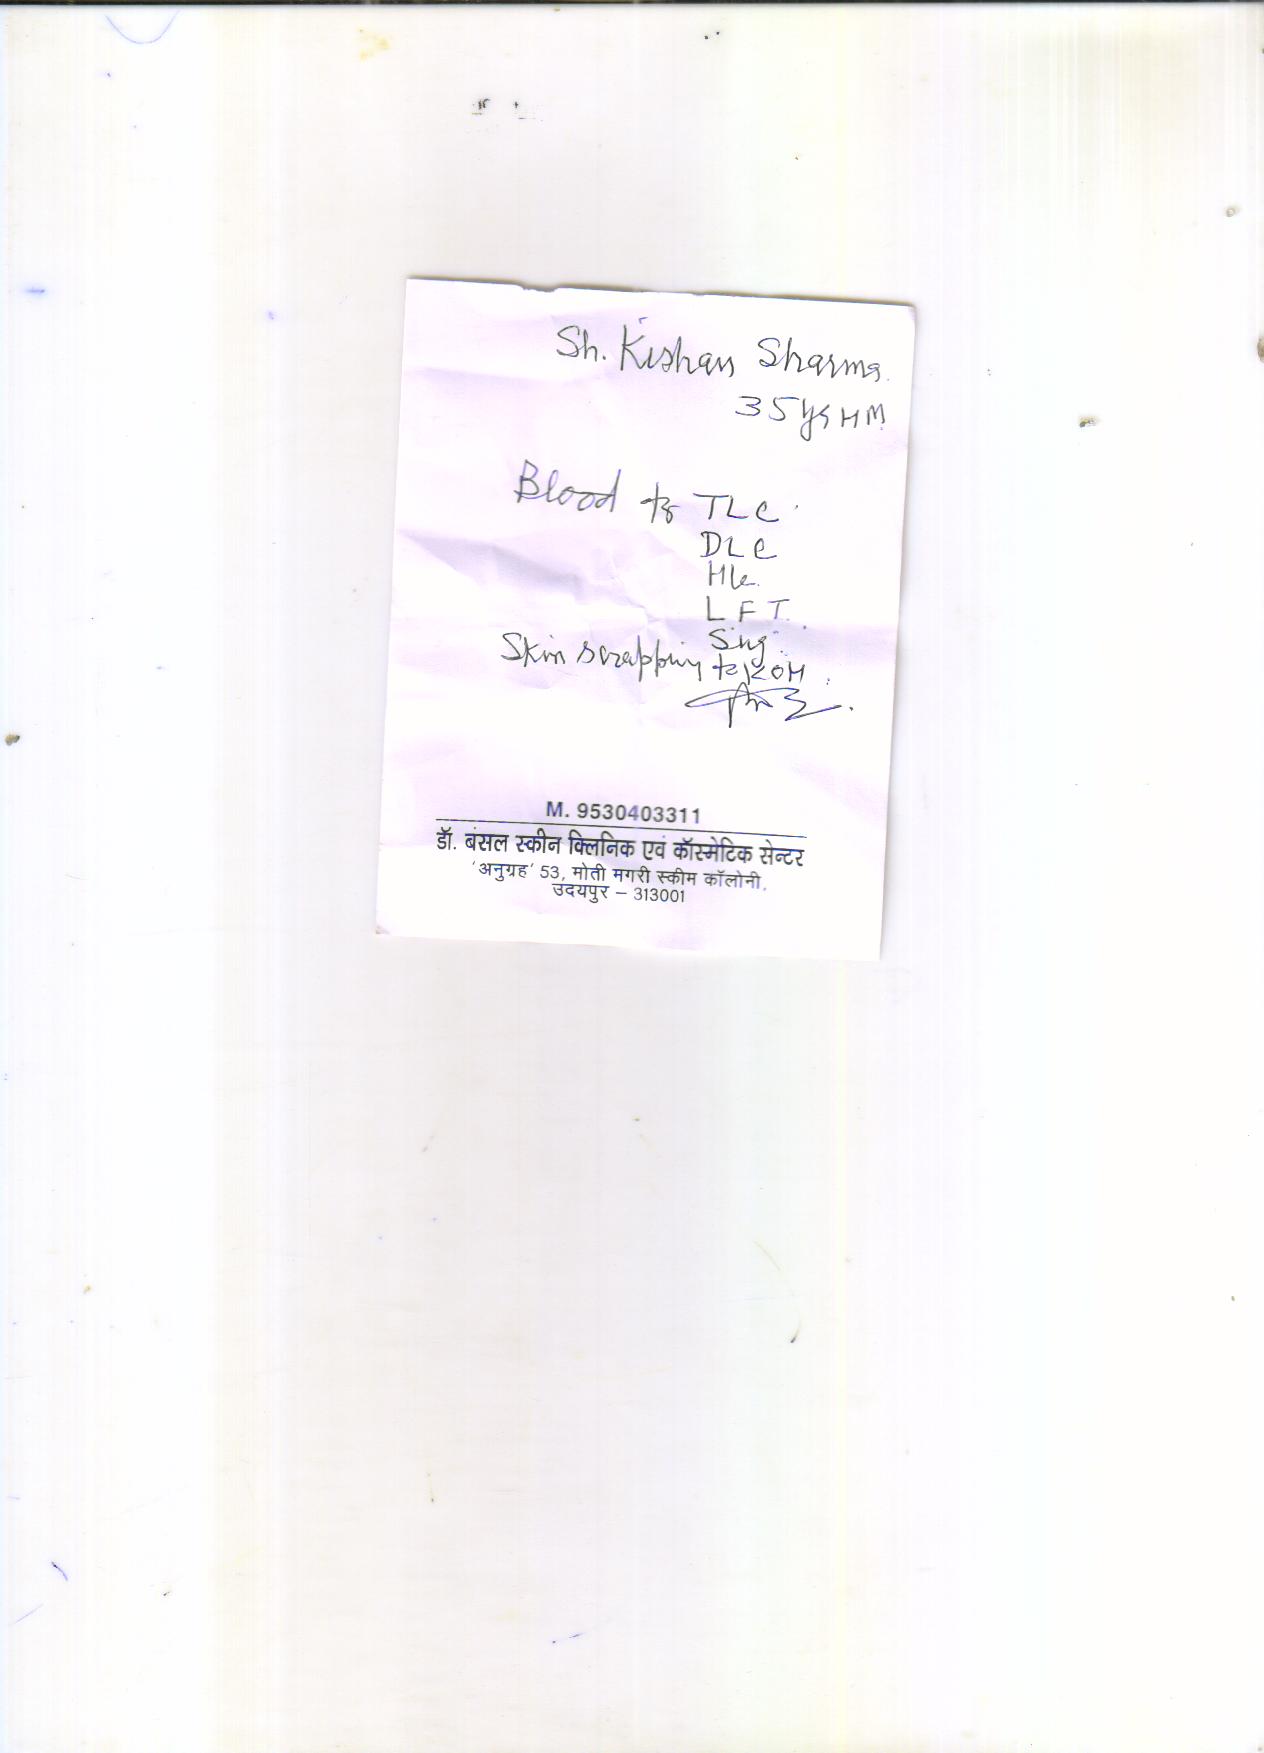 Sh. Kishan Sharma.
35 yrs HM
Blood for TLC
DLC
Hb.
L F T.
Sug.
Skin scrapping for KOH
M. 9530403311
डॉ. बंसल स्कीन क्लिनिक एवं कॉस्मेटिक सेन्टर
'अनुग्रह' 53, मोती मगरी स्कीम कॉलोनी,
उदयपुर – 313001